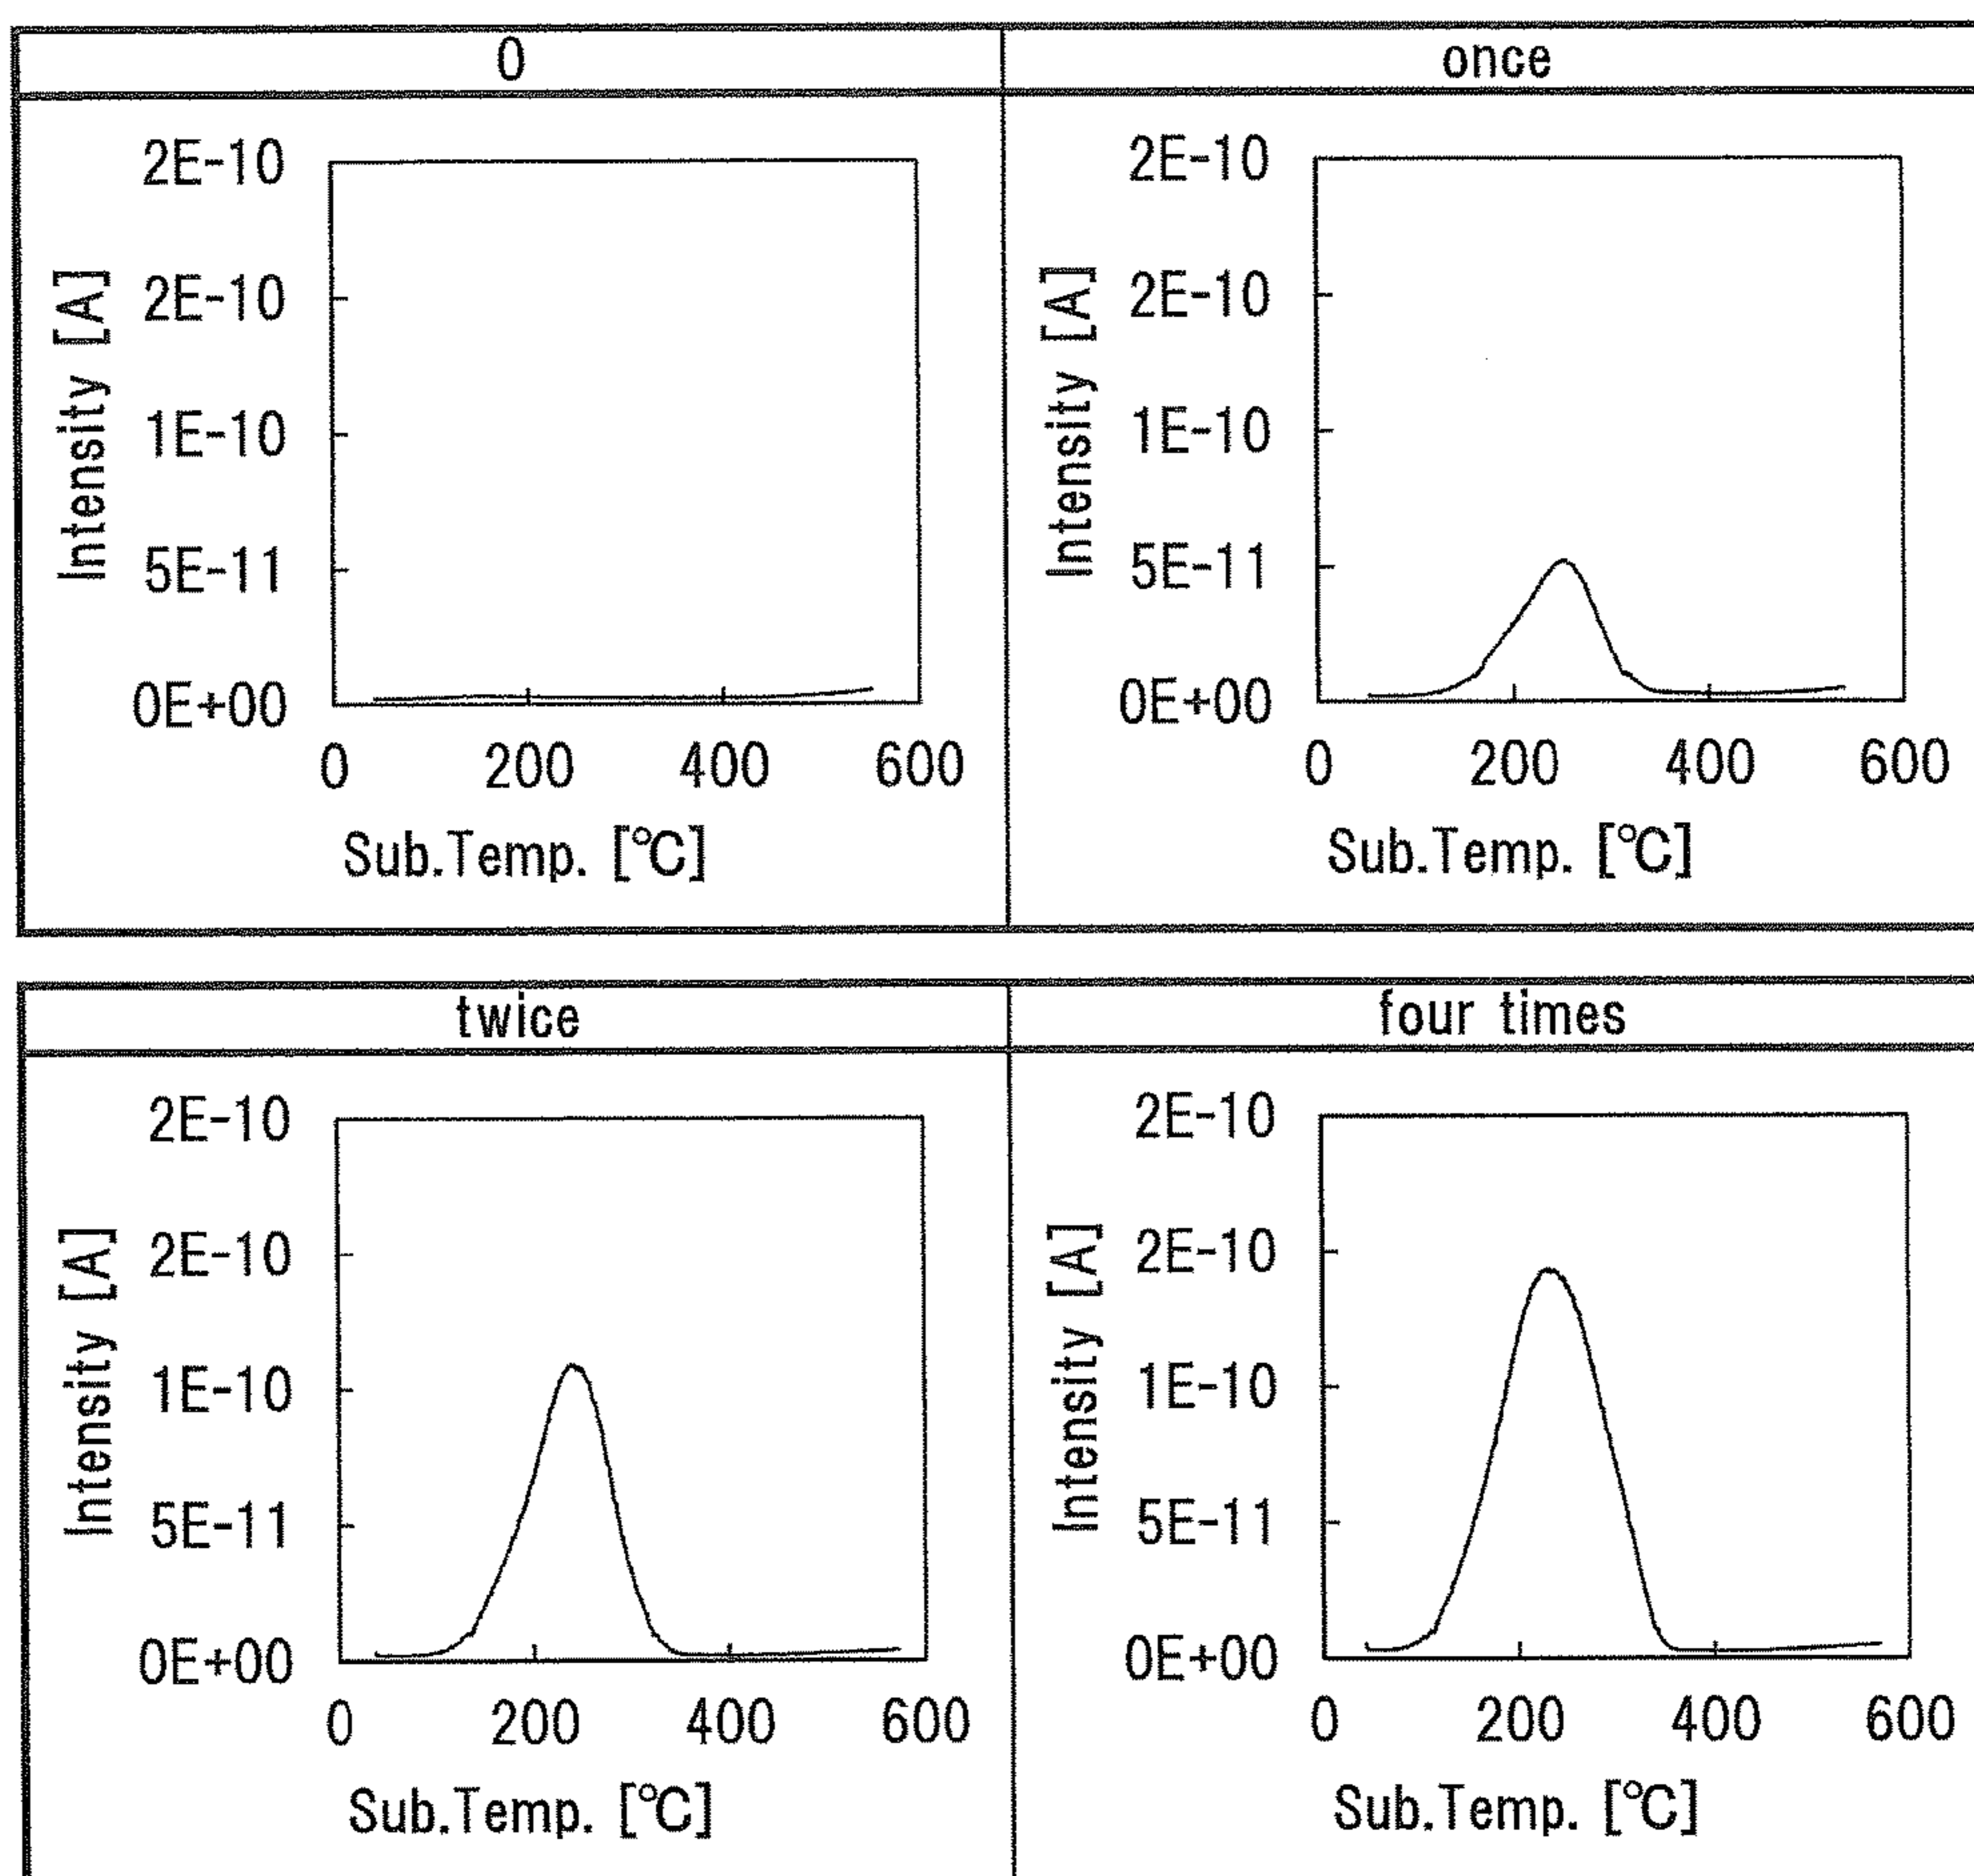 0
2E-10
2E-10
1E-10
5E-11
0E+00
Intensity [A]
0 200 400 600
Sub.Temp. [℃]
once
2E-10
2E-10
1E-10
5E-11
0E+00
Intensity [A]
0 200 400 600
Sub.Temp. [℃]
twice
2E-10
2E-10
1E-10
5E-11
0E+00
Intensity [A]
0 200 400 600
Sub.Temp. [℃]
four times
2E-10
2E-10
1E-10
5E-11
0E+00
Intensity [A]
0 200 400 600
Sub.Temp. [℃]